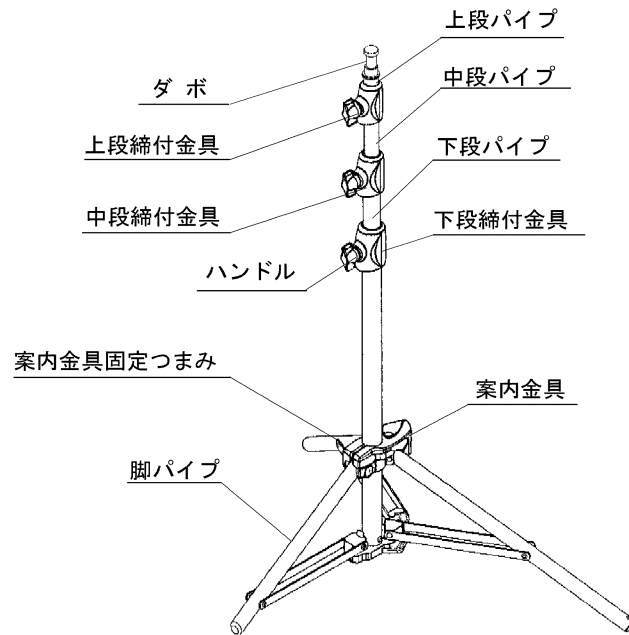 上段パイプ
ダボ
中段パイプ
上段締付金具
下段パイプ
中段締付金具
下段締付金具
ハンドル
案内金具固定つまみ
案内金具
脚パイプ